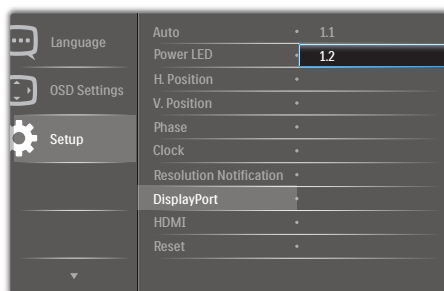 Language
OSD Settings
Setup
Auto
Power LED
H. Position
V. Position
Phase
Clock
Resolution Notification
DisplayPort
HDMI
Reset
1.1
1.2